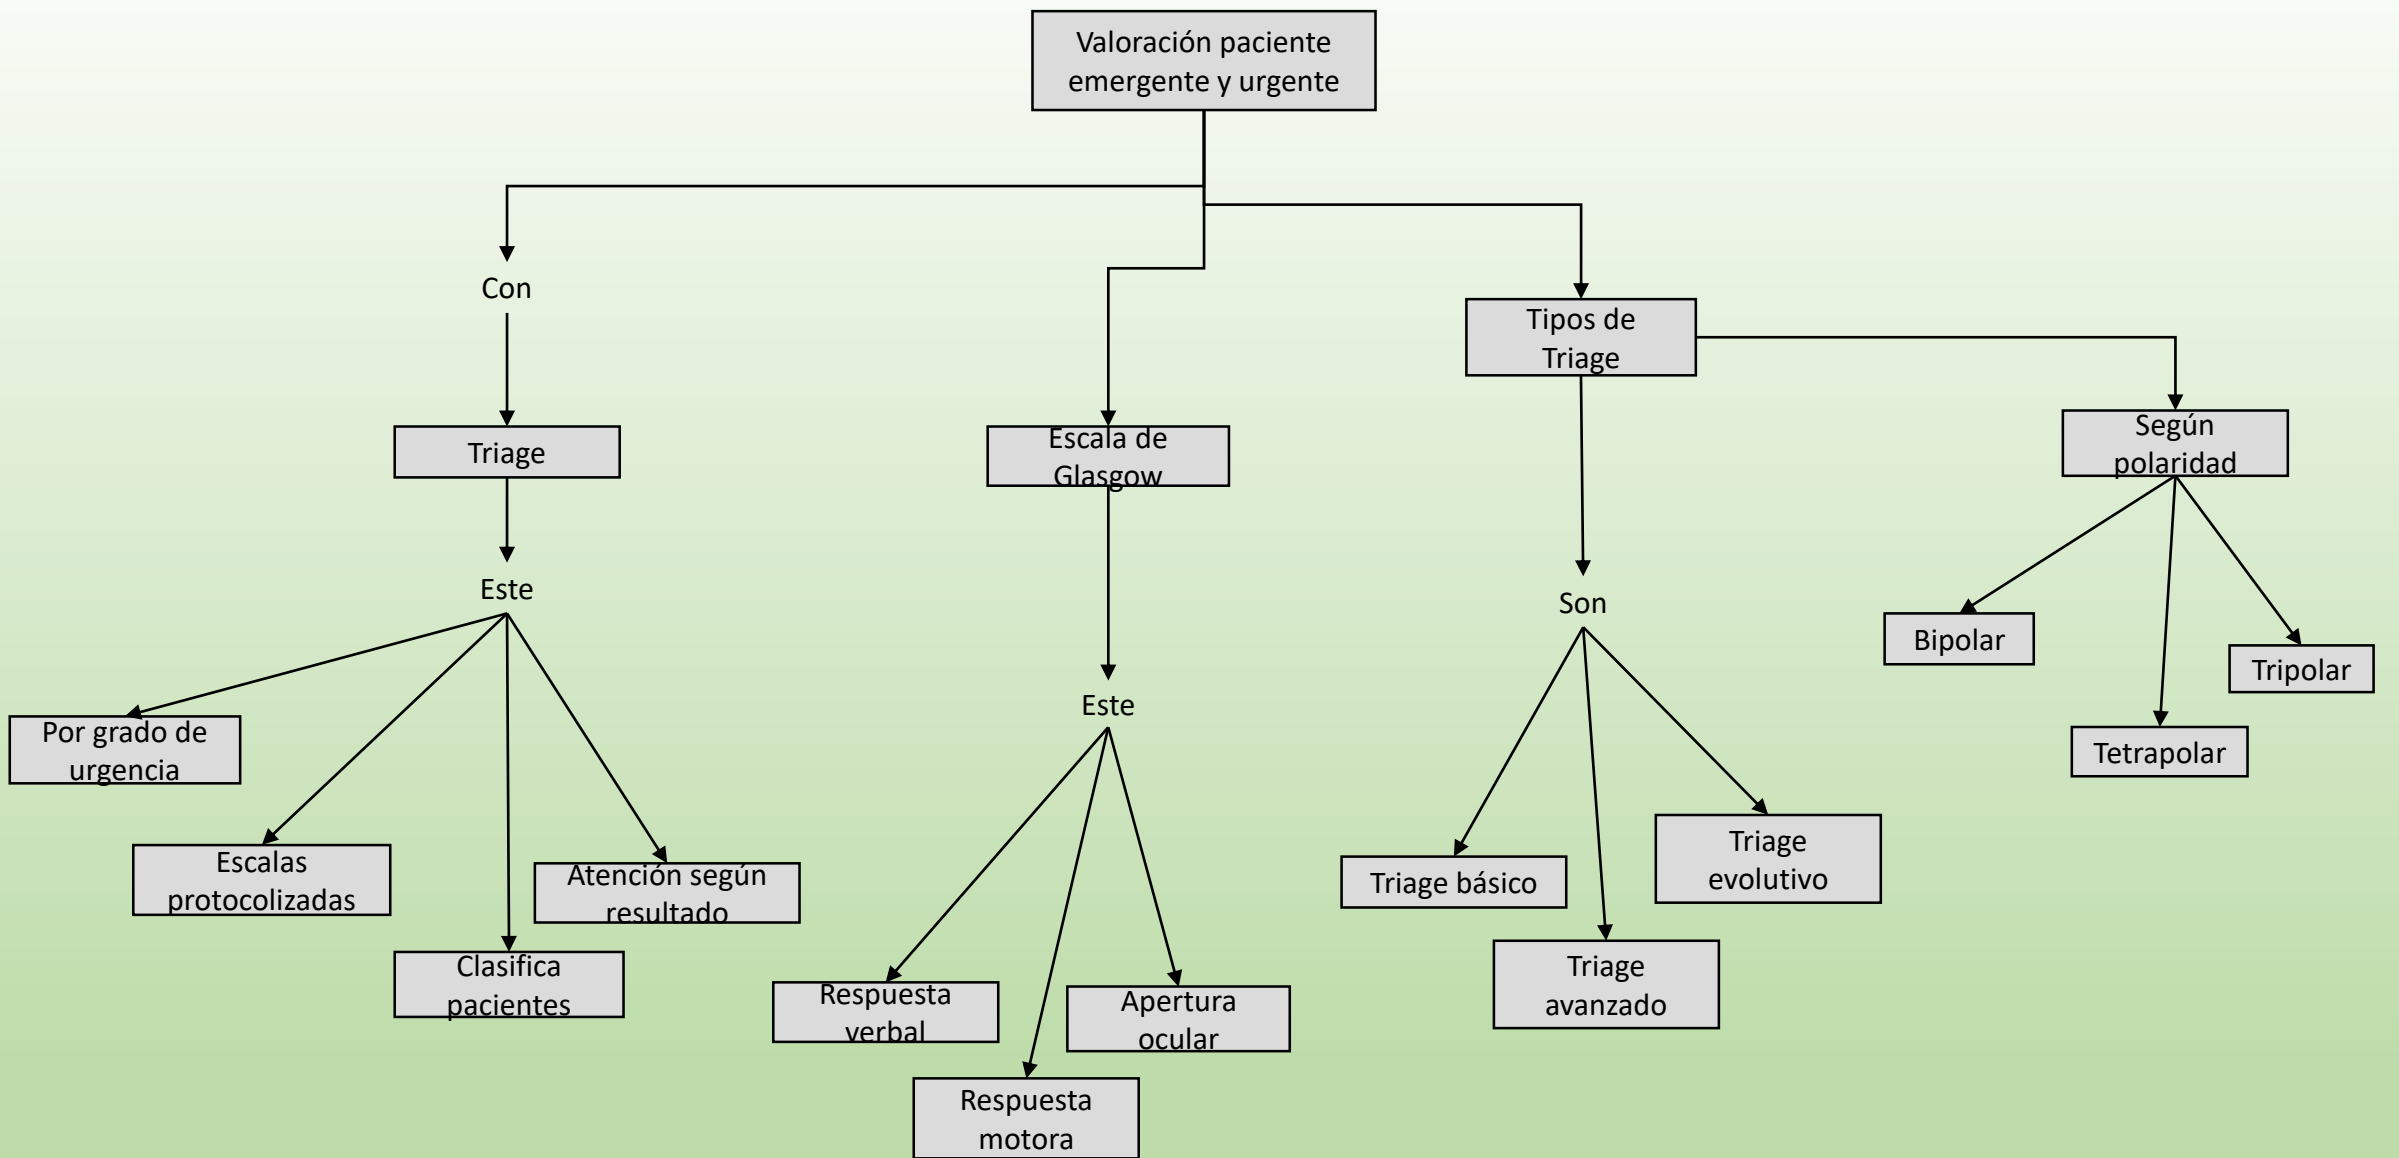 Valoración paciente
emergente y urgente
Con
Triage
Este
Por grado de
urgencia
Escalas
protocolizadas
Clasifica
pacientes
Atención según
resultado
Escala de
Glasgow
Este
Respuesta
verbal
Respuesta
motora
Apertura
ocular
Tipos de
Triage
Son
Triage básico
Triage
avanzado
Triage
evolutivo
Según
polaridad
Bipolar
Tetrapolar
Tripolar